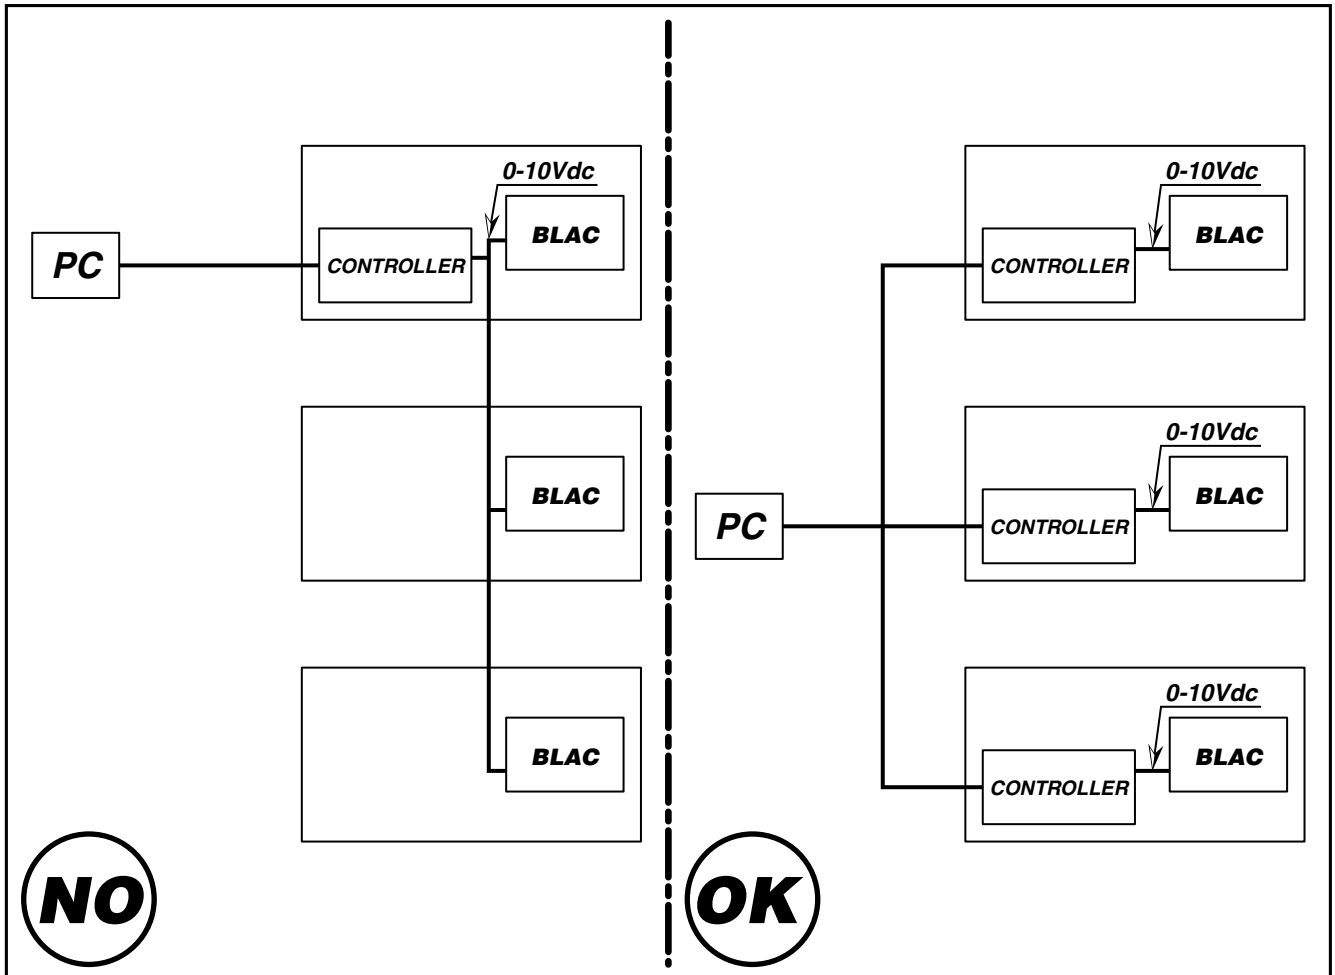 0-10Vdc
BLAC
PC
CONTROLLER
BLAC
BLAC
NO
0-10Vdc
BLAC
CONTROLLER
0-10Vdc
BLAC
PC
CONTROLLER
0-10Vdc
BLAC
CONTROLLER
OK